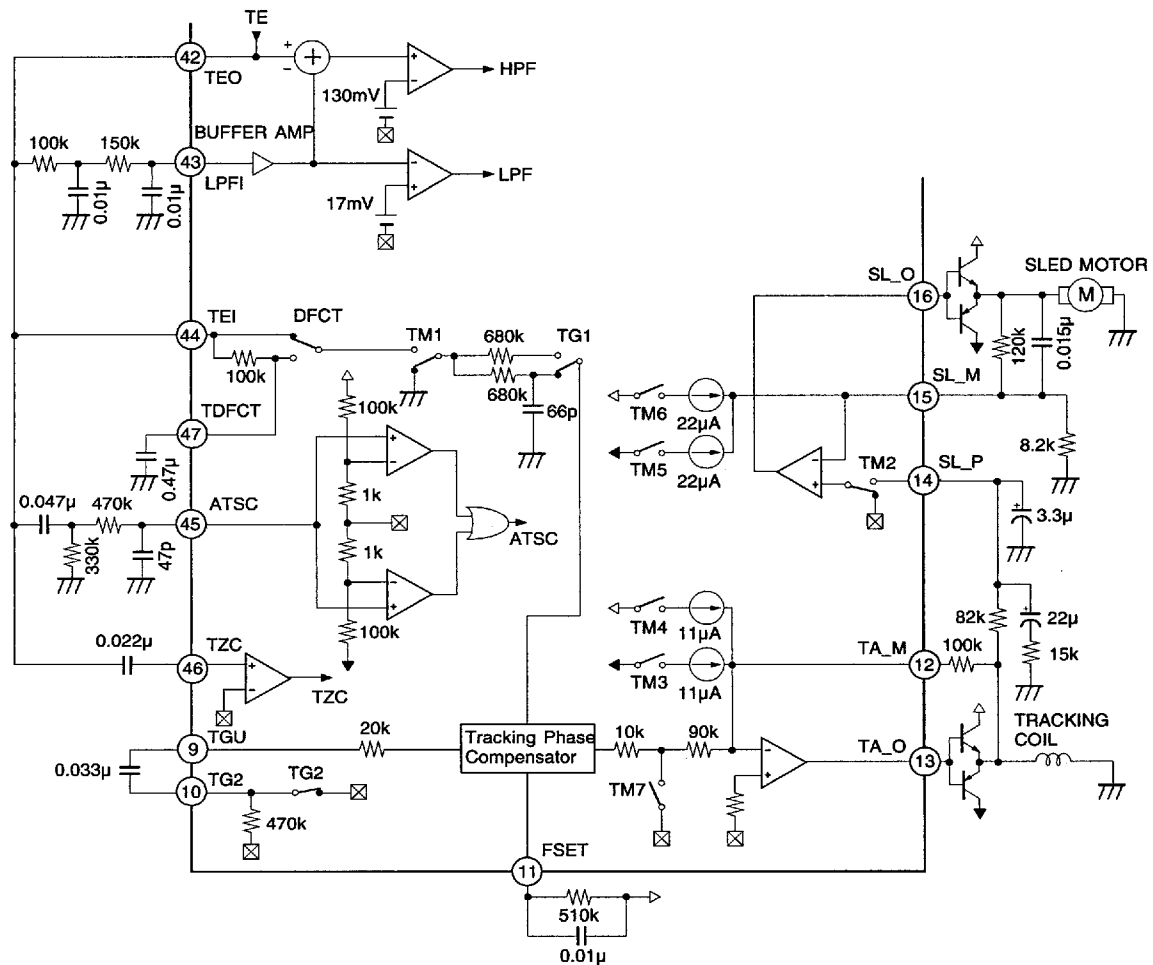 TE
42
TEO
+
−
+
+
−
HPF
130mV
BUFFER AMP
100k
150k
43
LPFI
0.01µ
0.01µ
−
+
LPF
17mV
SL_O
16
SLED MOTOR
M
120k
0.015µ
TEI
44
DFCT
100k
TM1
680k
680k
TG1
66p
TDFCT
47
0.47µ
100k
+
−
1k
1k
−
+
100k
ATSC
TM6
22µA
TM5
22µA
SL_M
15
8.2k
−
+
TM2
SL_P
14
3.3µ
0.047µ
470k
ATSC
45
330k
47p
TM4
11µA
TM3
11µA
82k
22µ
15k
TA_M
12
100k
0.022µ
TZC
46
+
−
TZC
TGU
9
20k
Tracking Phase
Compensator
10k
90k
−
+
TM7
TA_O
13
TRACKING
COIL
0.033µ
TG2
10
TG2
470k
FSET
11
510k
0.01µ